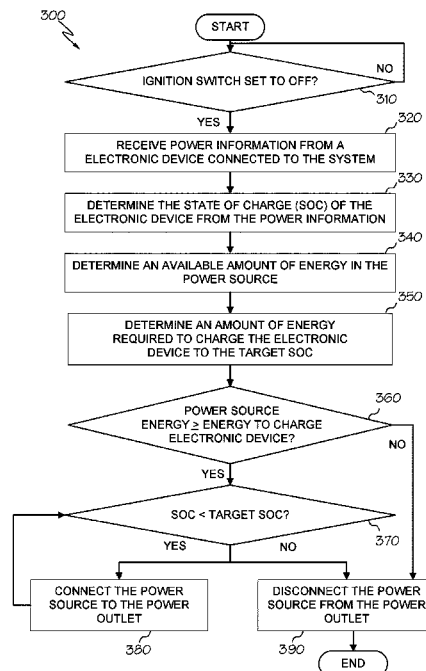 300
START
NO
IGNITION SWITCH SET TO OFF?
310
YES
320
RECEIVE POWER INFORMATION FROM A
ELECTRONIC DEVICE CONNECTED TO THE SYSTEM
330
DETERMINE THE STATE OF CHARGE (SOC) OF THE
ELECTRONIC DEVICE FROM THE POWER INFORMATION
340
DETERMINE AN AVAILABLE AMOUNT OF ENERGY IN THE
POWER SOURCE
350
DETERMINE AN AMOUNT OF ENERGY
REQUIRED TO CHARGE THE ELECTRONIC
DEVICE TO THE TARGET SOC
360
POWER SOURCE
ENERGY ≥ ENERGY TO CHARGE
ELECTRONIC DEVICE?
NO
YES
SOC < TARGET SOC?
370
YES
NO
CONNECT THE POWER
SOURCE TO THE POWER
OUTLET
380
DISCONNECT THE POWER
SOURCE FROM THE POWER
OUTLET
390
END